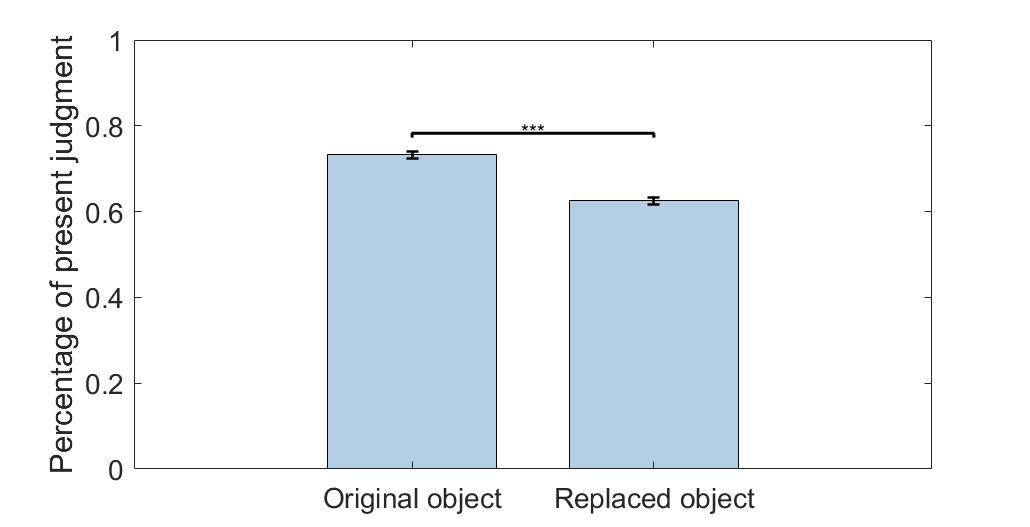 Percentage of present judgment
1
0.8
0.6
0.4
0.2
0
***
Original object
Replaced object